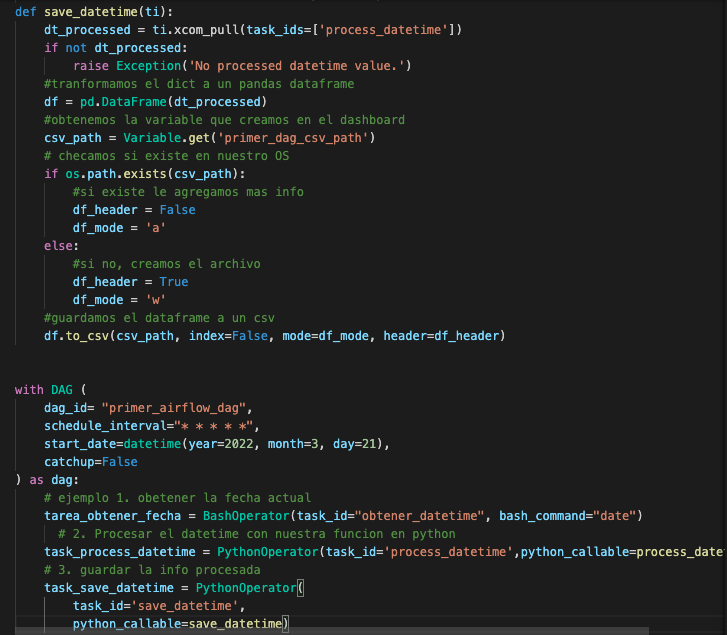 def save_datetime(ti):
    dt_processed = ti.xcom_pull(task_ids=['process_datetime'])
    if not dt_processed:
        raise Exception('No processed datetime value.')
    #tranformamos el dict a un pandas dataframe
    df = pd.DataFrame(dt_processed)
    #obtenemos la variable que creamos en el dashboard
    csv_path = Variable.get('primer_dag_csv_path')
    # checamos si existe en nuestro OS
    if os.path.exists(csv_path):
        #si existe le agregamos mas info
        df_header = False
        df_mode = 'a'
    else:
        #si no, creamos el archivo
        df_header = True
        df_mode = 'w'
    #guardamos el dataframe a un csv
    df.to_csv(csv_path, index=False, mode=df_mode, header=df_header)
with DAG (
    dag_id= "primer_airflow_dag",
    schedule_interval="* * * * *",
    start_date=datetime(year=2022, month=3, day=21),
    catchup=False
) as dag:
    # ejemplo 1. obetener la fecha actual
    tarea_obtener_fecha = BashOperator(task_id="obtener_datetime", bash_command="date")
      # 2. Procesar el datetime con nuestra funcion en python
    task_process_datetime = PythonOperator(task_id='process_datetime',python_callable=process_date
    # 3. guardar la info procesada
    task_save_datetime = PythonOperator(
        task_id='save_datetime',
        python_callable=save_datetime)